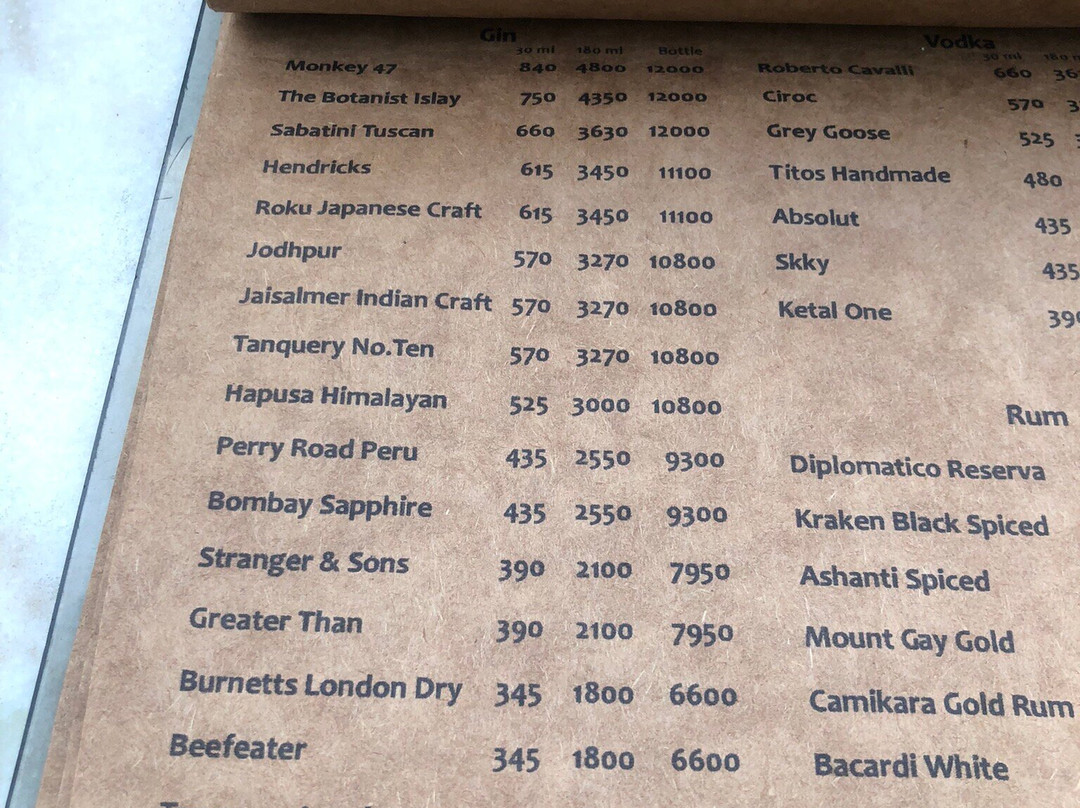 Gin
30 ml 180 ml Bottle
Monkey 47 840 4800 12000
The Botanist Islay 750 4350 12000
Sabatini Tuscan 660 3630 12000
Hendricks 615 3450 11100
Roku Japanese Craft 615 3450 11100
Jodhpur 570 3270 10800
Jaisalmer Indian Craft 570 3270 10800
Tanquery No.Ten 570 3270 10800
Hapusa Himalayan 525 3000 10800
Perry Road Peru 435 2550 9300
Bombay Sapphire 435 2550 9300
Stranger & Sons 390 2100 7950
Greater Than 390 2100 7950
Burnetts London Dry 345 1800 6600
Beefeater 345 1800 6600
Vodka
30 ml 180
Roberto Cavalli 660
Ciroc 570
Grey Goose 525
Titos Handmade 480
Absolut 435
Skky 435
Ketal One
Rum
Diplomatico Reserva
Kraken Black Spiced
Ashanti Spiced
Mount Gay Gold
Camikara Gold Rum
Bacardi White